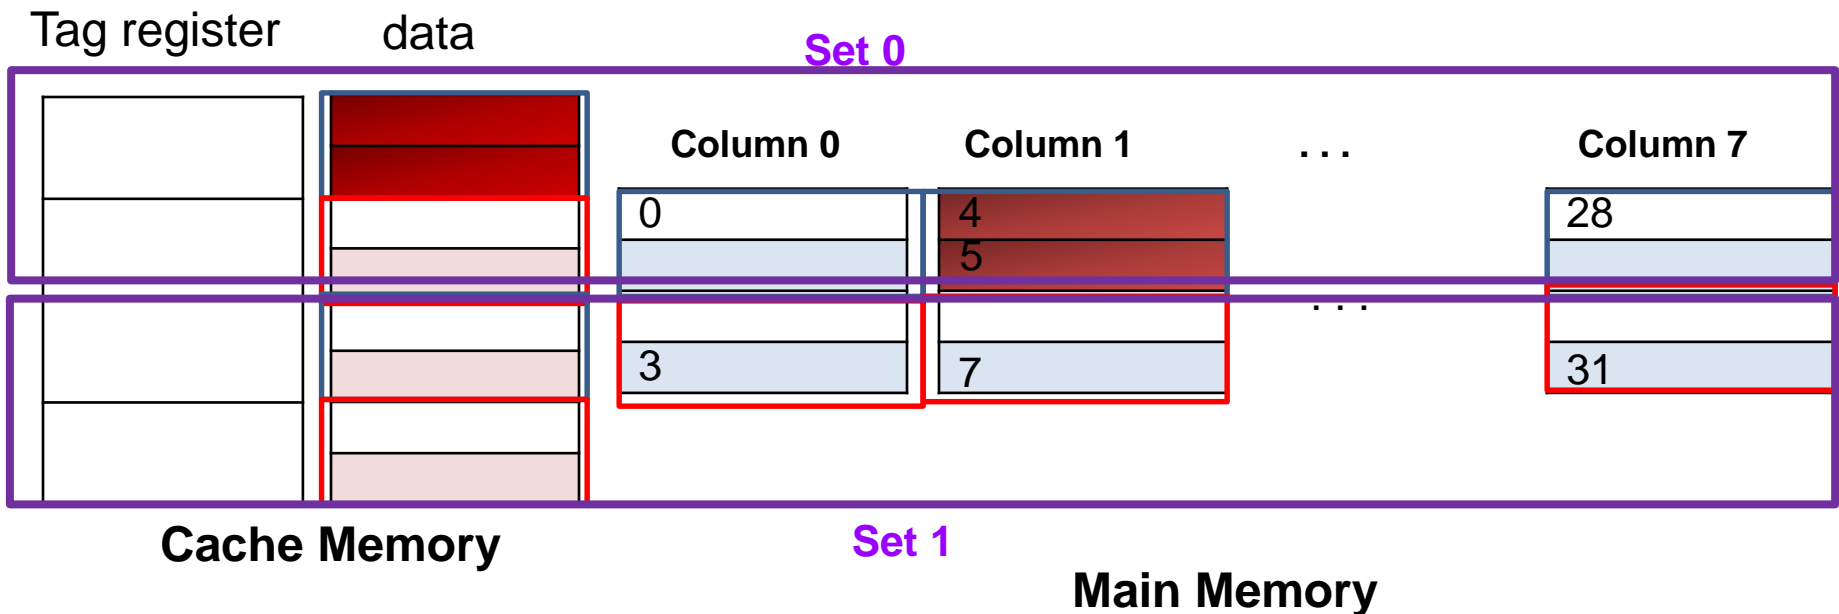 Tag register data
Set 0
Column 0 Column 1 ... Column 7
0 4 28
5
...
3 7 31
Cache Memory
Set 1
Main Memory